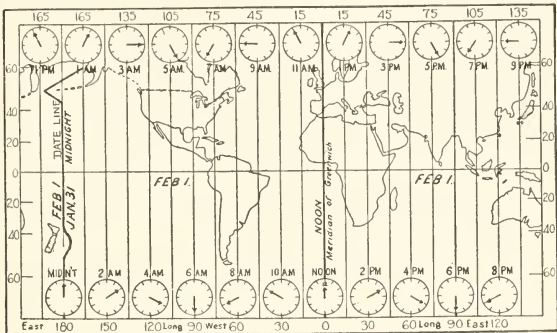 165 165 135 105 75 45 15 15 45 75 105 135
11 PM 1 AM 3 AM 5 AM 7 AM 9 AM 11 AM 1 PM 3 PM 5 PM 7 PM 9 PM
60 60
40 40
20 20
0 0
20 20
40 40
60 60
DATE LINE
MIDNIGHT
FEB 1
JAN. 31
FEB 1.
NOON
Meridian of Greenwich
FEB 1.
MIDN'T 2 AM 4 AM 6 AM 8 AM 10 AM NOON 2 PM 4 PM 6 PM 8 PM
East 180 150 120 Long 90 West 60 30 0 30 60 Long 90 East 120